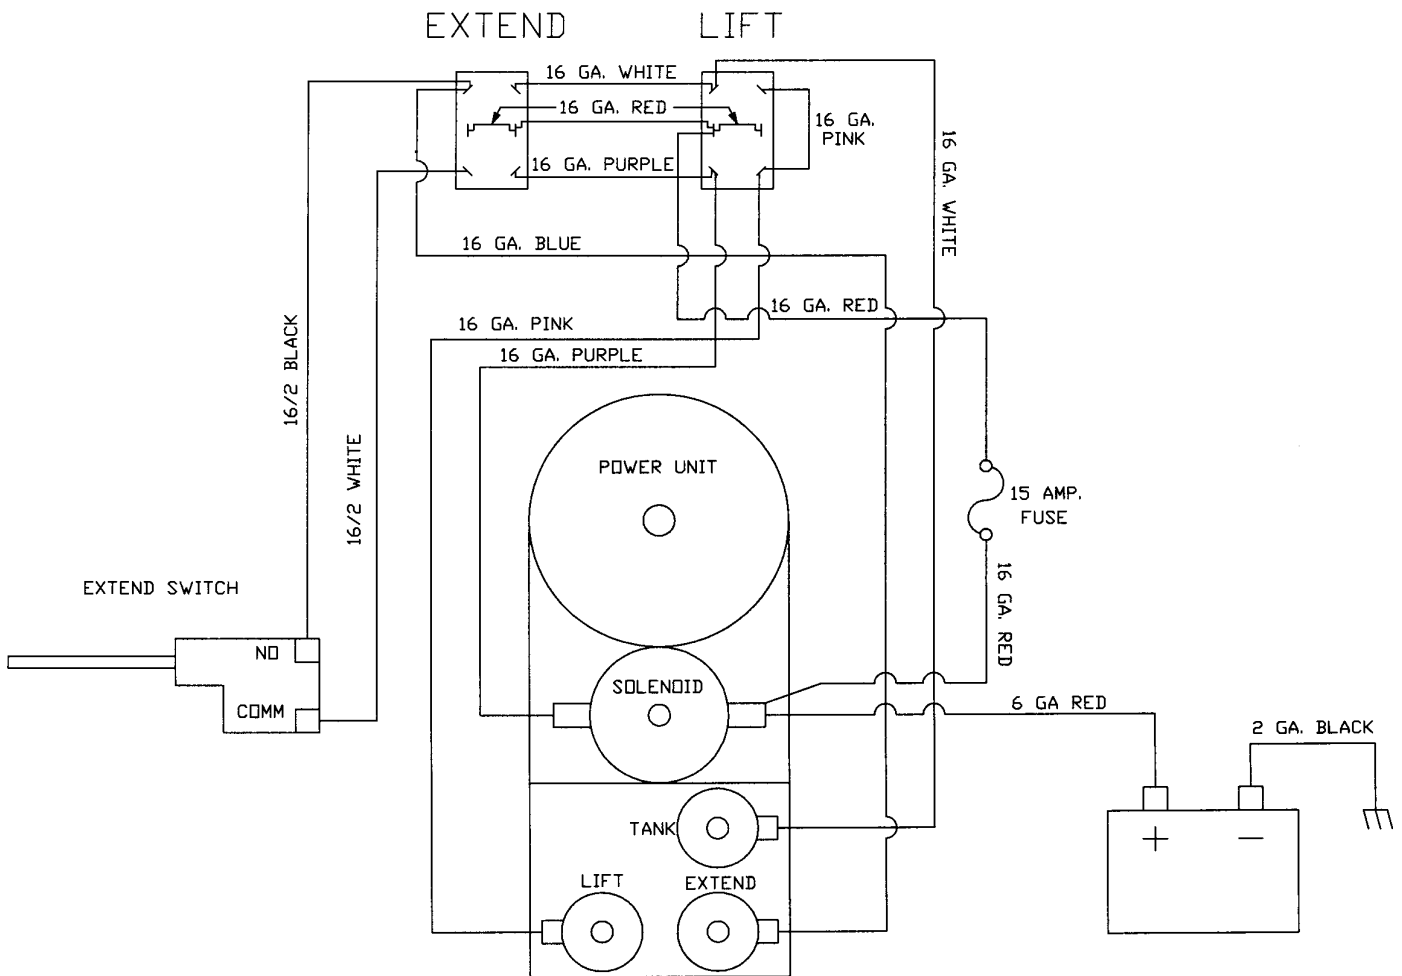 EXTEND
LIFT
16 GA. WHITE
16 GA. RED
16 GA.
PINK
16 GA. PURPLE
16 GA. WHITE
16 GA. BLUE
16 GA. RED
16 GA. PINK
16 GA. PURPLE
16/2 BLACK
16/2 WHITE
POWER UNIT
15 AMP.
FUSE
16 GA. RED
EXTEND SWITCH
NO
COMM
SOLENOID
6 GA RED
2 GA. BLACK
+ −
TANK
LIFT
EXTEND